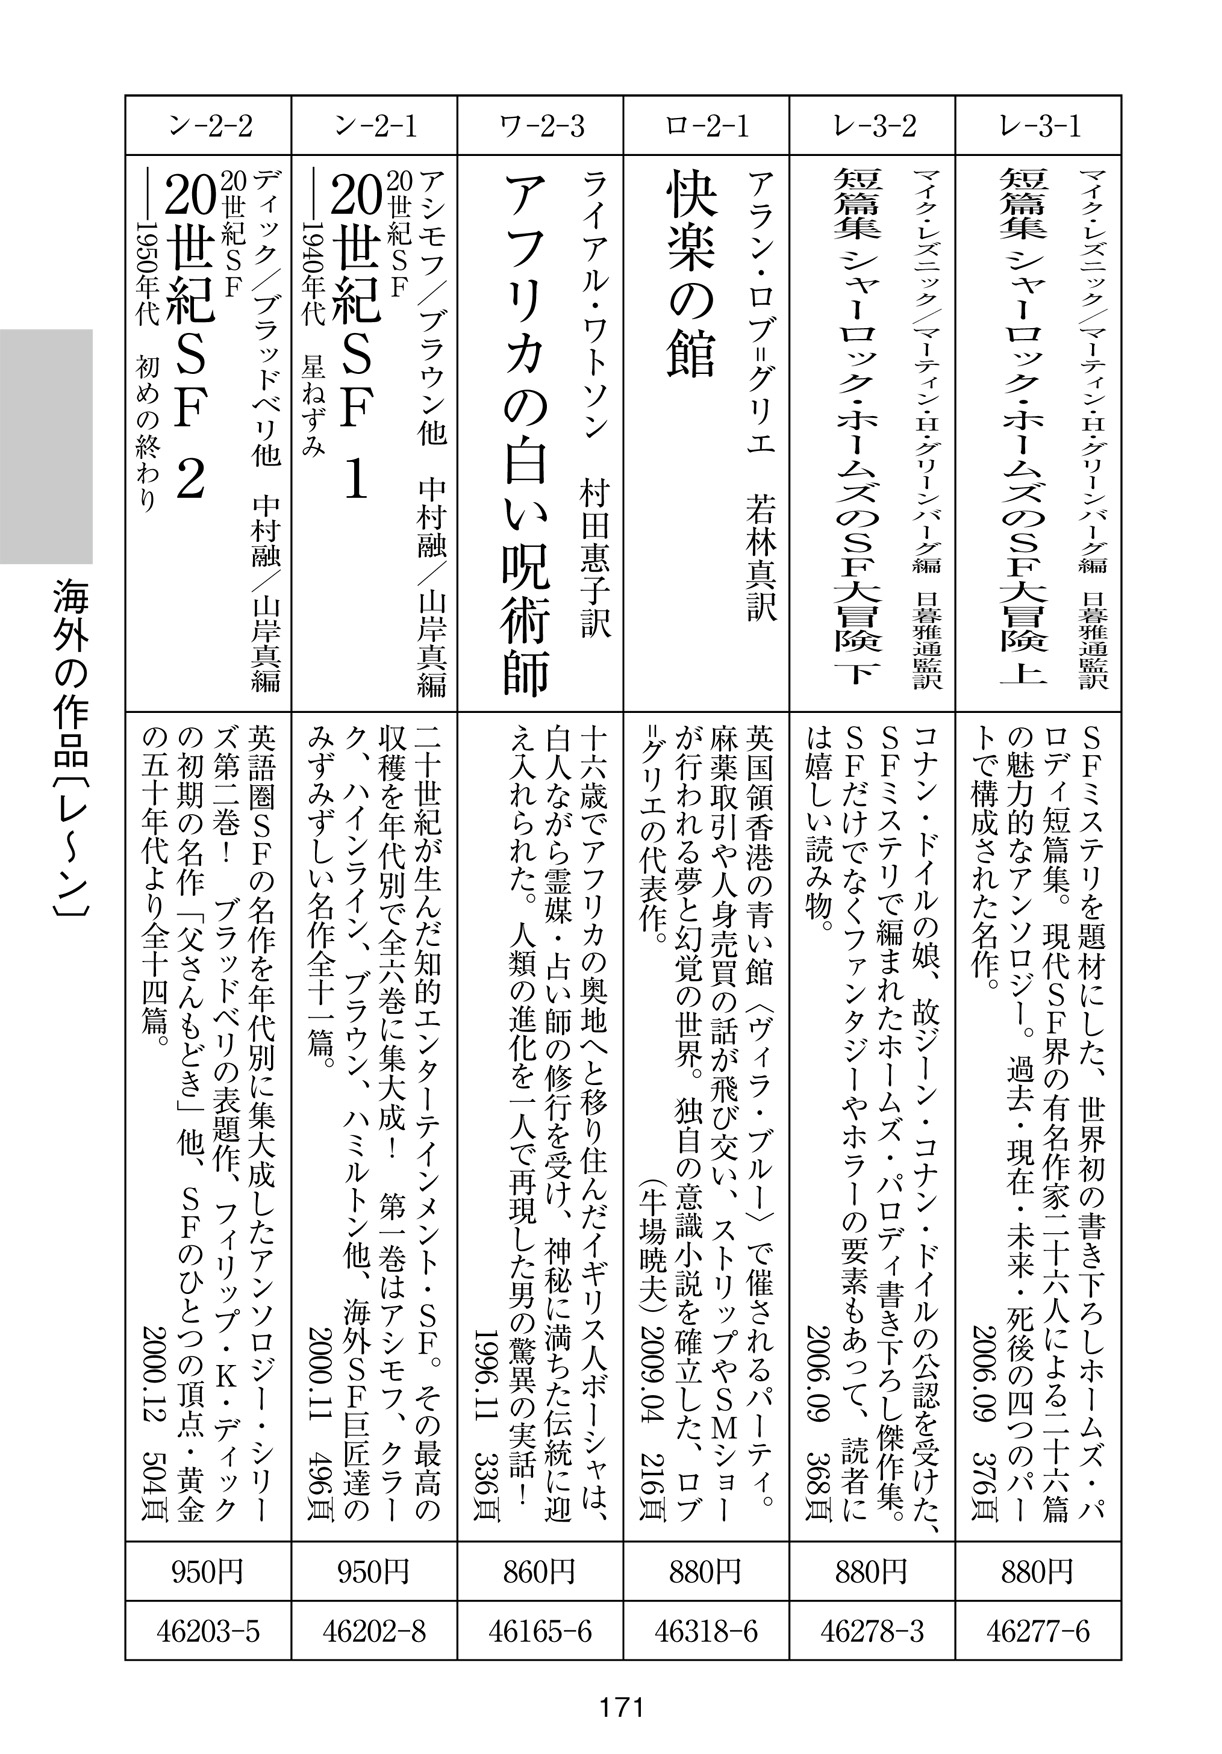 レ-3-1
マイク・レズニック／マーティン・H・グリーンバーグ編 日暮雅通監訳
短篇集 シャーロック・ホームズのSF大冒険 上
SFミステリを題材にした、世界初の書き下ろしホームズ・パ
ロディ短篇集。現代SF界の有名作家二十六人による二十六篇
の魅力的なアンソロジー。過去・現在・未来・死後の四つのパー
トで構成された名作。
2006.09 376頁
880円
46277-6
レ-3-2
マイク・レズニック／マーティン・H・グリーンバーグ編 日暮雅通監訳
短篇集 シャーロック・ホームズのSF大冒険 下
コナン・ドイルの娘、故ジーン・コナン・ドイルの公認を受けた、
SFミステリで編まれたホームズ・パロディ書き下ろし傑作集。
SFだけでなくファンタジーやホラーの要素もあって、読者に
は嬉しい読み物。
2006.09 368頁
880円
46278-3
ロ-2-1
アラン・ロブ＝グリエ 若林真訳
快楽の館
英国領香港の青い館〈ヴィラ・ブルー〉で催されるパーティ。
麻薬取引や人身売買の話が飛び交い、ストリップやSMショー
が行われる夢と幻覚の世界。独自の意識小説を確立した、ロブ
＝グリエの代表作。
（牛場暁夫） 2009.04 216頁
880円
46318-6
ワ-2-3
ライアル・ワトソン 村田惠子訳
アフリカの白い呪術師
十六歳でアフリカの奥地へと移り住んだイギリス人ボーシャは、
白人ながら霊媒・占い師の修行を受け、神秘に満ちた伝統に迎
え入れられた。人類の進化を一人で再現した男の驚異の実話！
1996.11 336頁
860円
46165-6
ン-2-1
アシモフ／ブラウン他 中村融／山岸真編
20世紀SF
20世紀SF 1
――1940年代 星ねずみ
二十世紀が生んだ知的エンターテインメント・SF。その最高の
収穫を年代別で全六巻に集大成！ 第一巻はアシモフ、クラー
ク、ハインライン、ブラウン、ハミルトン他、海外SF巨匠達の
みずみずしい名作全十一篇。
2000.11 496頁
950円
46202-8
ン-2-2
ディック／ブラッドベリ他 中村融／山岸真編
20世紀SF
20世紀SF 2
――1950年代 初めの終わり
英語圏SFの名作を年代別に集大成したアンソロジー・シリー
ズ第二巻！ ブラッドベリの表題作、フィリップ・K・ディック
の初期の名作「父さんもどき」他、SFのひとつの頂点・黄金
の五十年代より全十四篇。
2000.12 504頁
950円
46203-5
海外の作品〔レ～ン〕
171